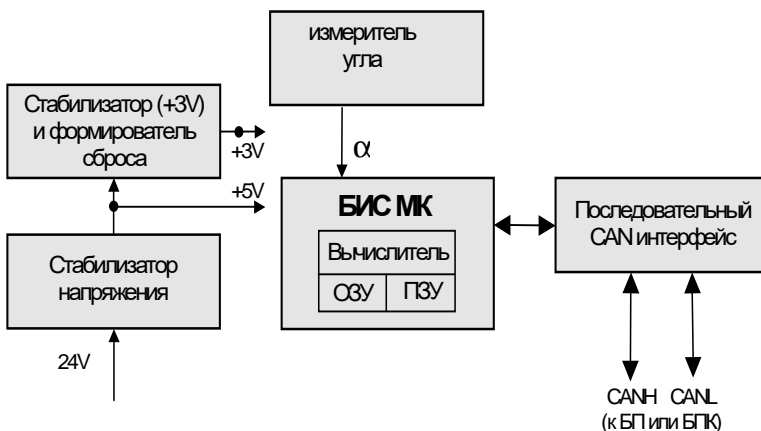 измеритель
угла
Стабилизатор (+3V)
и формирователь
сброса
+3V
α
+5V
БИС МК
Вычислитель
ОЗУ ПЗУ
Последовательный
CAN интерфейс
Стабилизатор
напряжения
24V
CANH CANL
(к БП или БПК)